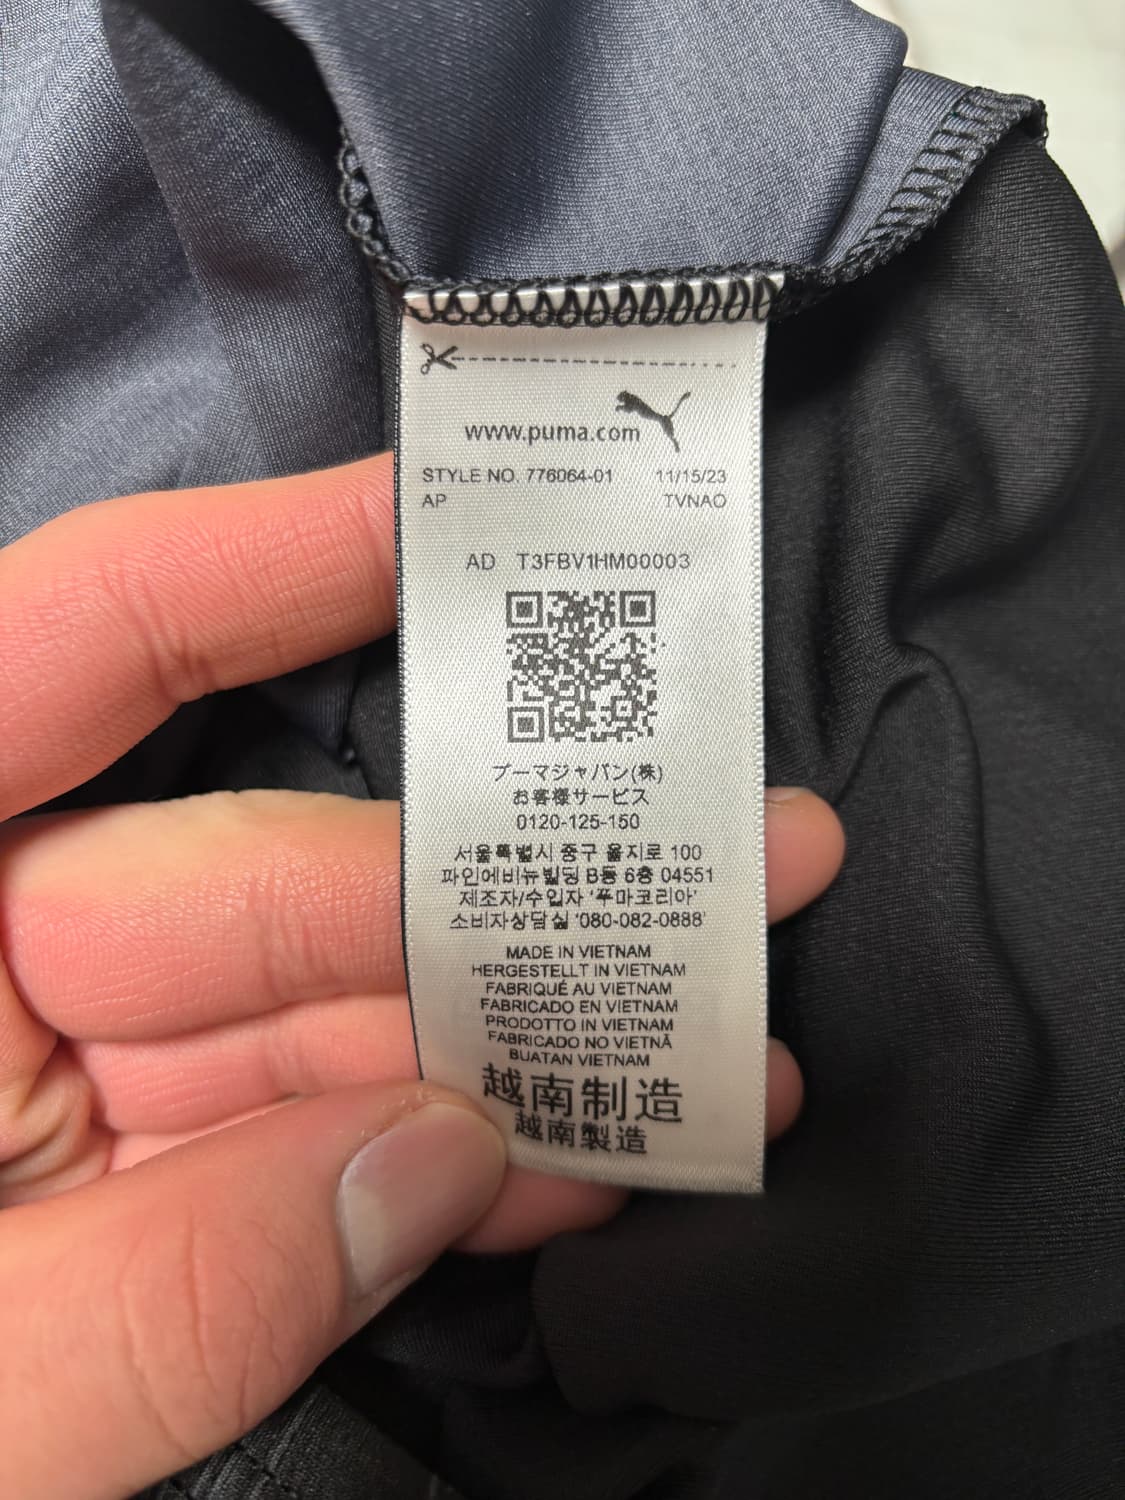 www.puma.com
STYLE NO. 776064-01 11/15/23
AP TVNAO
AD T3FBV1HM00003
プーマジャパン(株)
お客様サービス
0120-125-150
서울특별시 중구 을지로 100
파인에비뉴빌딩 B동 6층 04551
제조자/수입자 '푸마코리아'
소비자상담실 '080-082-0888'
MADE IN VIETNAM
HERGESTELLT IN VIETNAM
FABRIQUÉ AU VIETNAM
FABRICADO EN VIETNAM
PRODOTTO IN VIETNAM
FABRICADO NO VIETNÃ
BUATAN VIETNAM
越南制造
越南製造